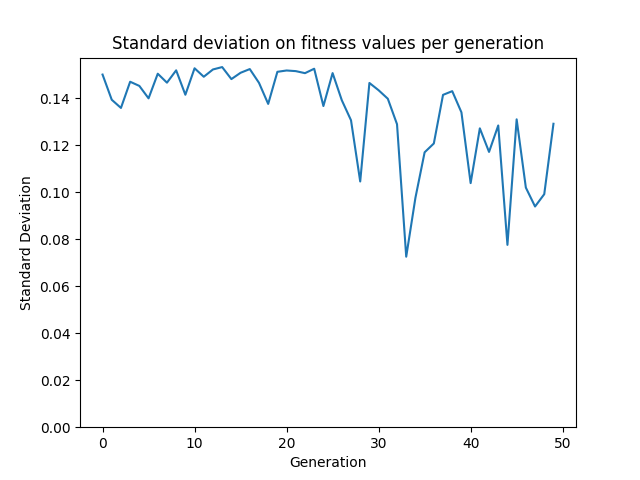 Standard deviation on fitness values per generation
0.14
0.12
0.10
0.08
0.06
0.04
0.02
0.00
Standard Deviation
0 10 20 30 40 50
Generation